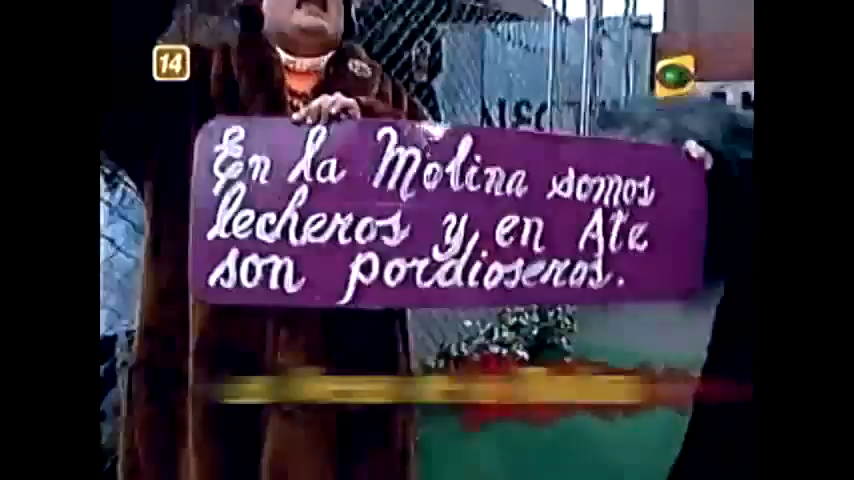 14
En la Molina somos
lecheros y en Ate
son pordioseros.